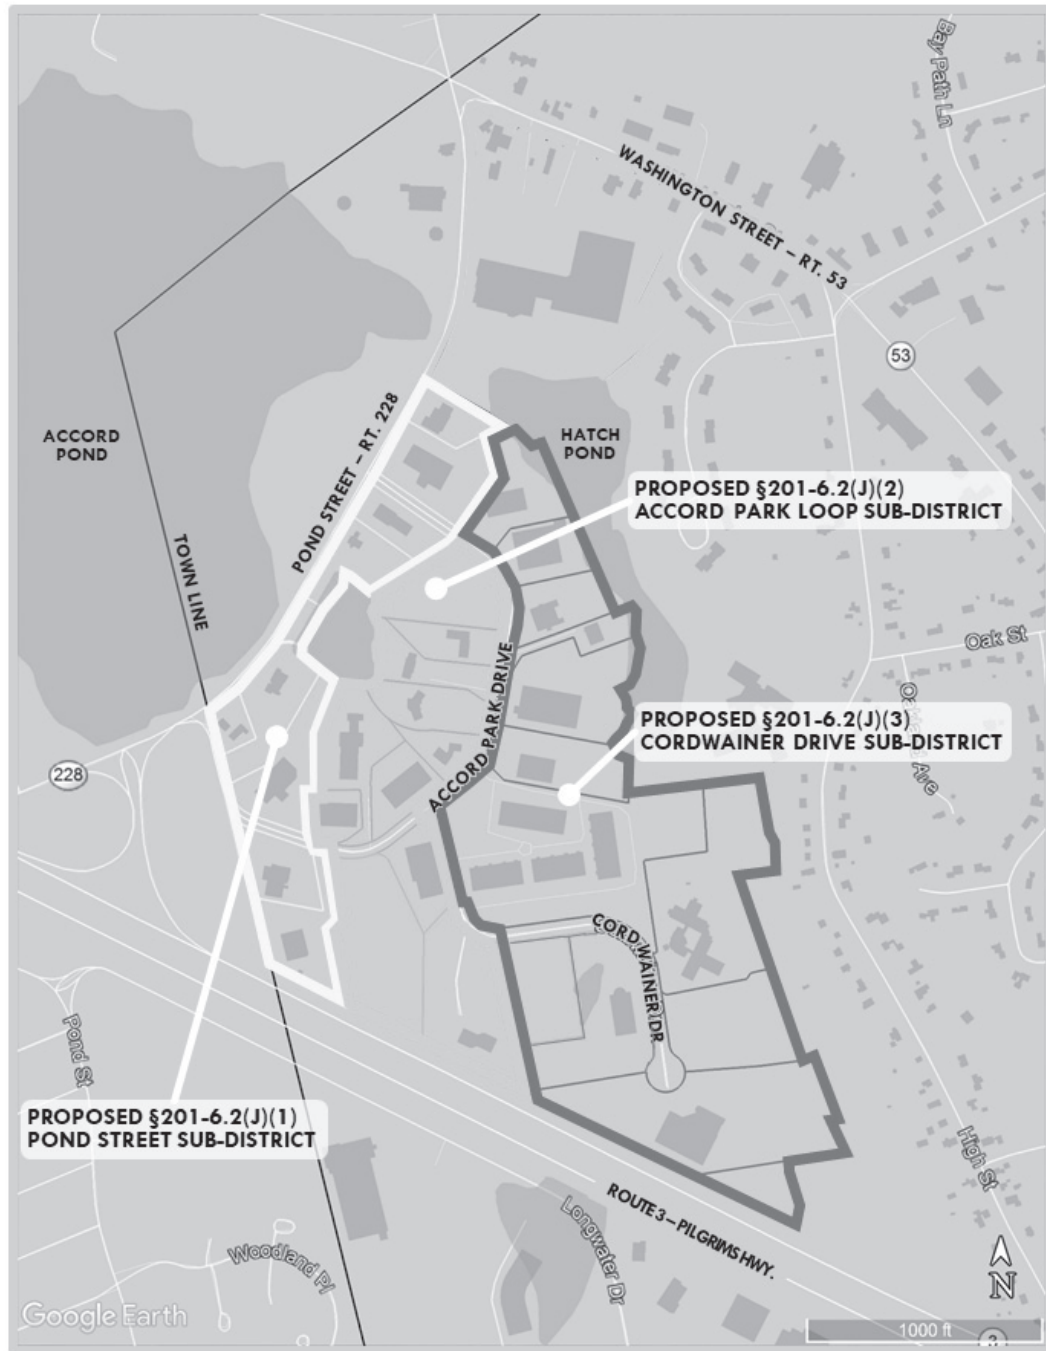 Bay Path Ln
WASHINGTON STREET – RT. 53
53
POND STREET – RT. 228
ACCORD
POND
HATCH
POND
PROPOSED §201-6.2(J)(2)
ACCORD PARK LOOP SUB-DISTRICT
TOWN LINE
Oak St
ACCORD PARK DRIVE
PROPOSED §201-6.2(J)(3)
CORDWAINER DRIVE SUB-DISTRICT
228
CORDWAINER DR
Pond St
PROPOSED §201-6.2(J)(1)
POND STREET SUB-DISTRICT
High St
ROUTE 3 – PILGRIMS HWY.
Longwater Dr
Woodland Pl
N
Google Earth
1000 ft
3